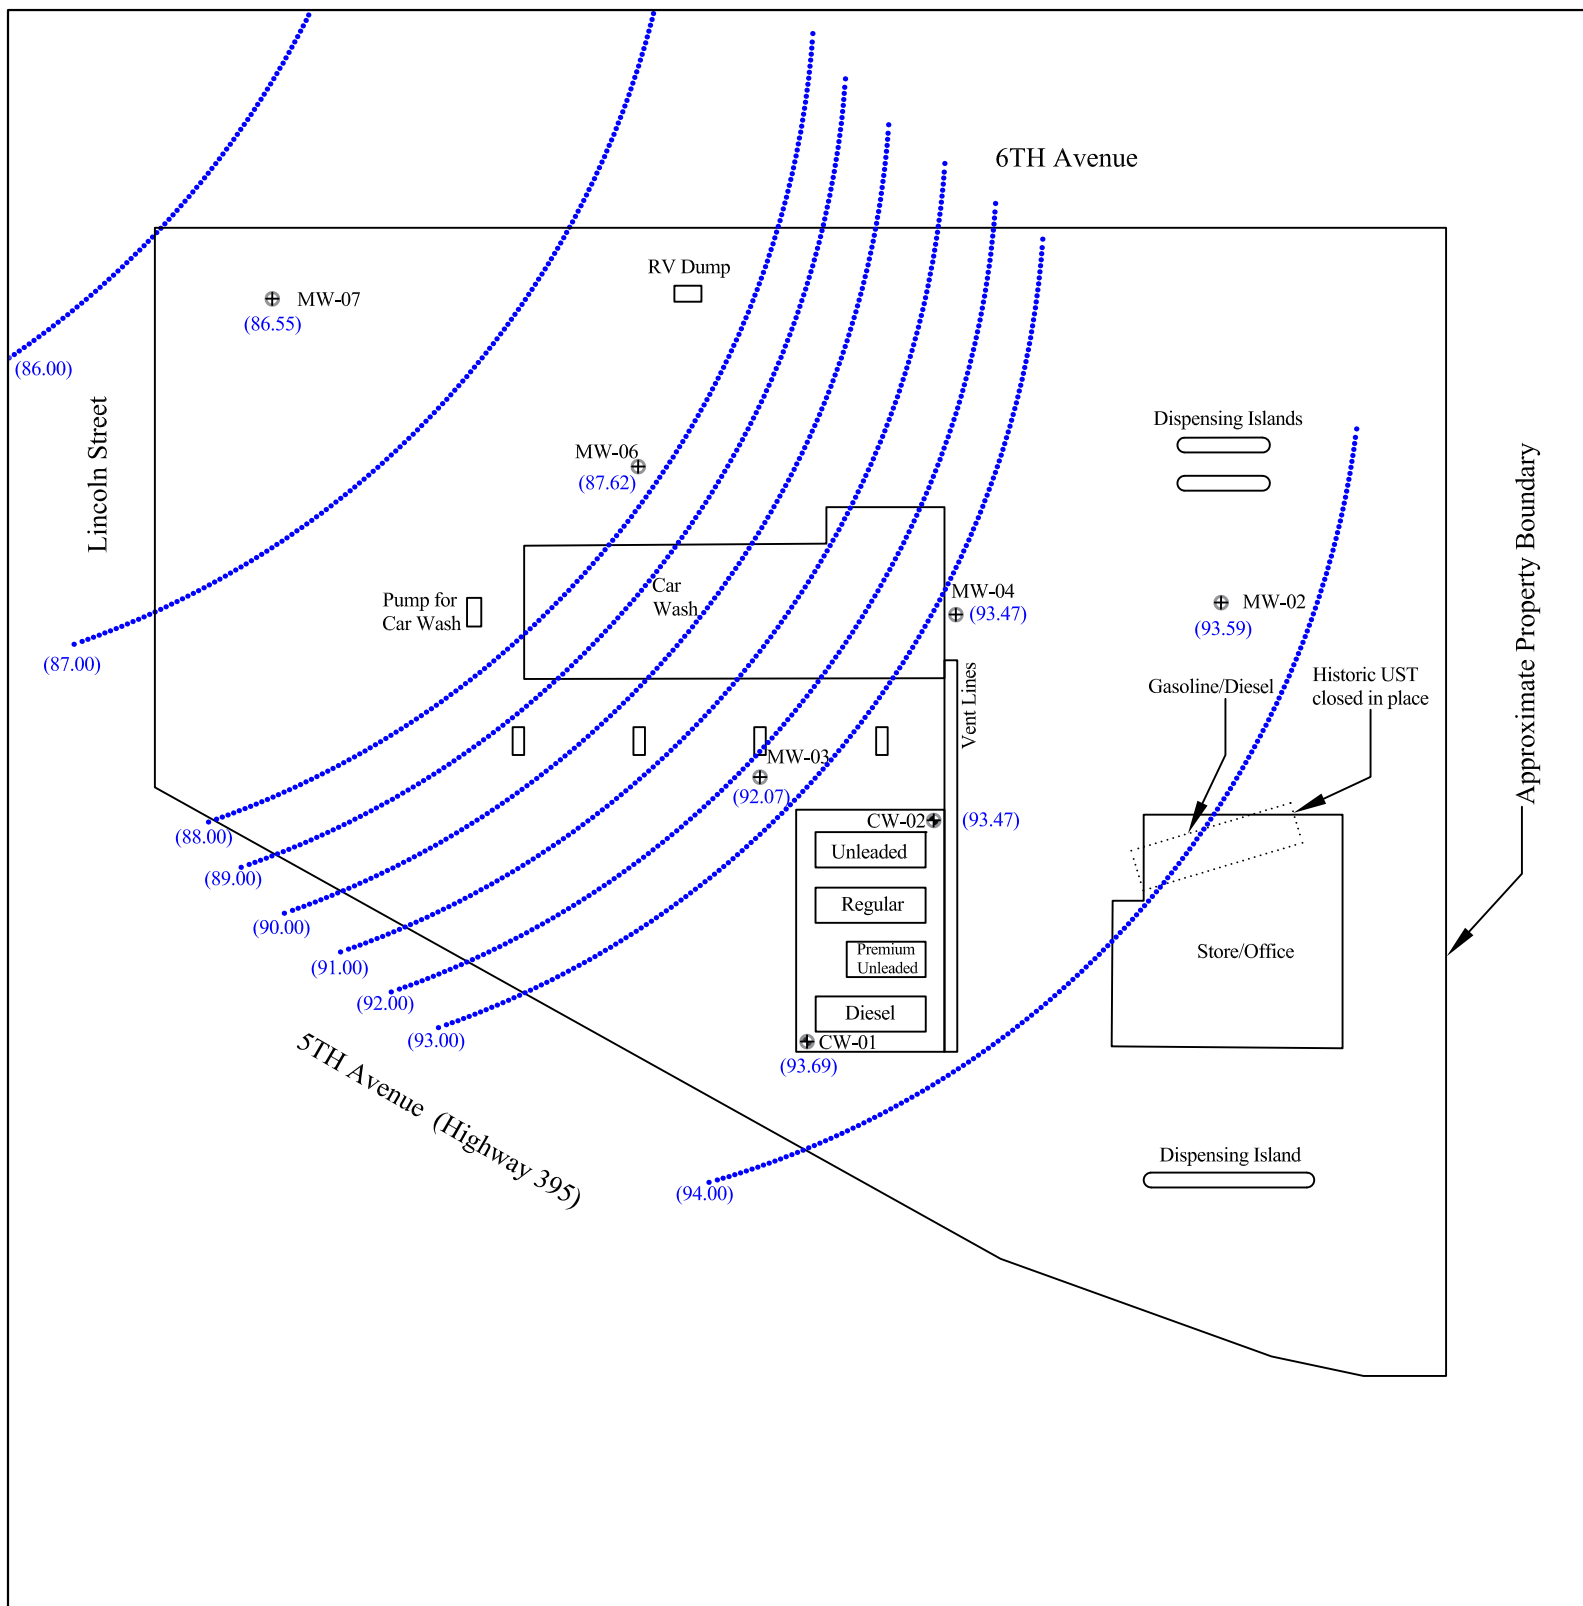 6TH Avenue
RV Dump
MW-07
(86.55)
(86.00)
Lincoln Street
Dispensing Islands
MW-06
(87.62)
Approximate Property Boundary
Car
Wash
Pump for
Car Wash
MW-04
(93.47)
MW-02
(93.59)
(87.00)
Gasoline/Diesel
Historic UST
closed in place
Vent Lines
MW-03
(92.07)
(88.00)
CW-02
(93.47)
Unleaded
(89.00)
Regular
(90.00)
Premium
Unleaded
Store/Office
(91.00)
(92.00)
Diesel
(93.00)
CW-01
(93.69)
5TH Avenue (Highway 395)
Dispensing Island
(94.00)